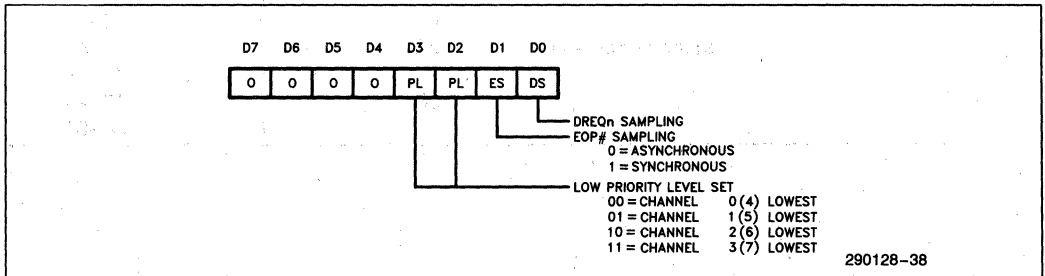 D7 D6 D5 D4 D3 D2 D1 D0
0 0 0 0 PL PL ES DS
DREQn SAMPLING
EOP# SAMPLING
0 = ASYNCHRONOUS
1 = SYNCHRONOUS
LOW PRIORITY LEVEL SET
00 = CHANNEL 0(4) LOWEST
01 = CHANNEL 1(5) LOWEST
10 = CHANNEL 2(6) LOWEST
11 = CHANNEL 3(7) LOWEST
290128-38